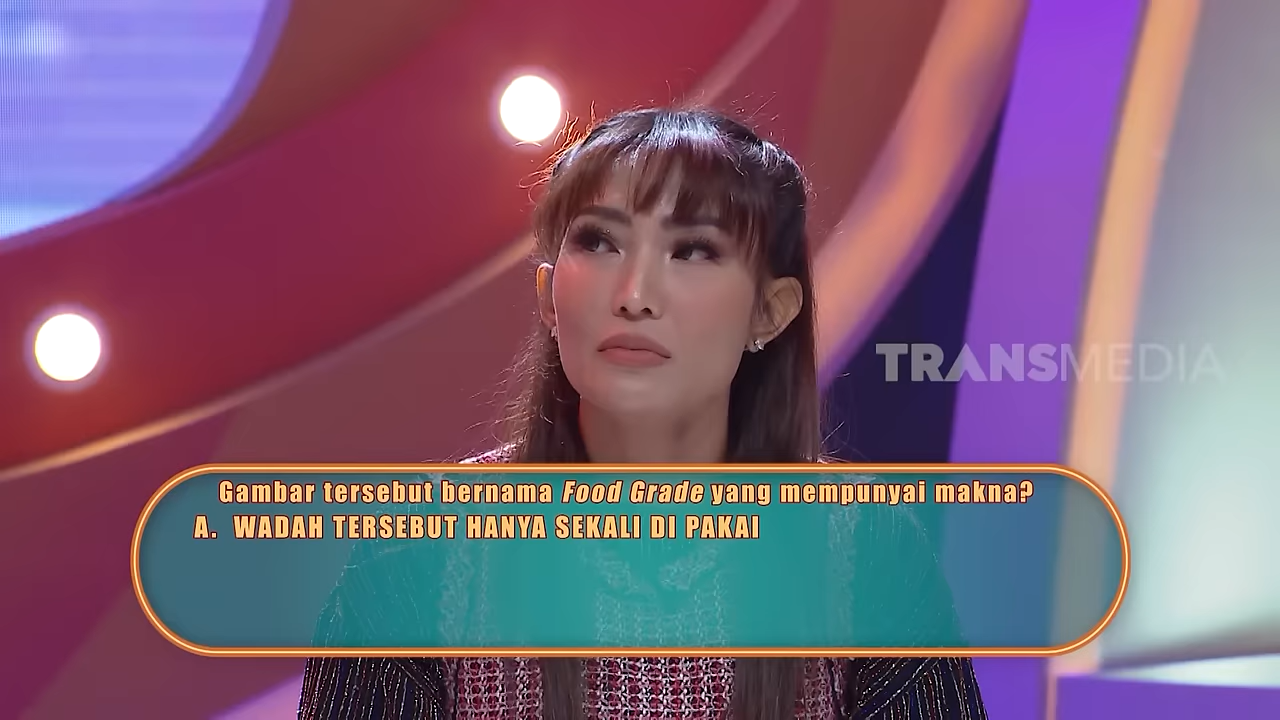 TRANSMEDIA
Gambar tersebut bernama Food Grade yang mempunyai makna?
A. WADAH TERSEBUT HANYA SEKALI DI PAKAI